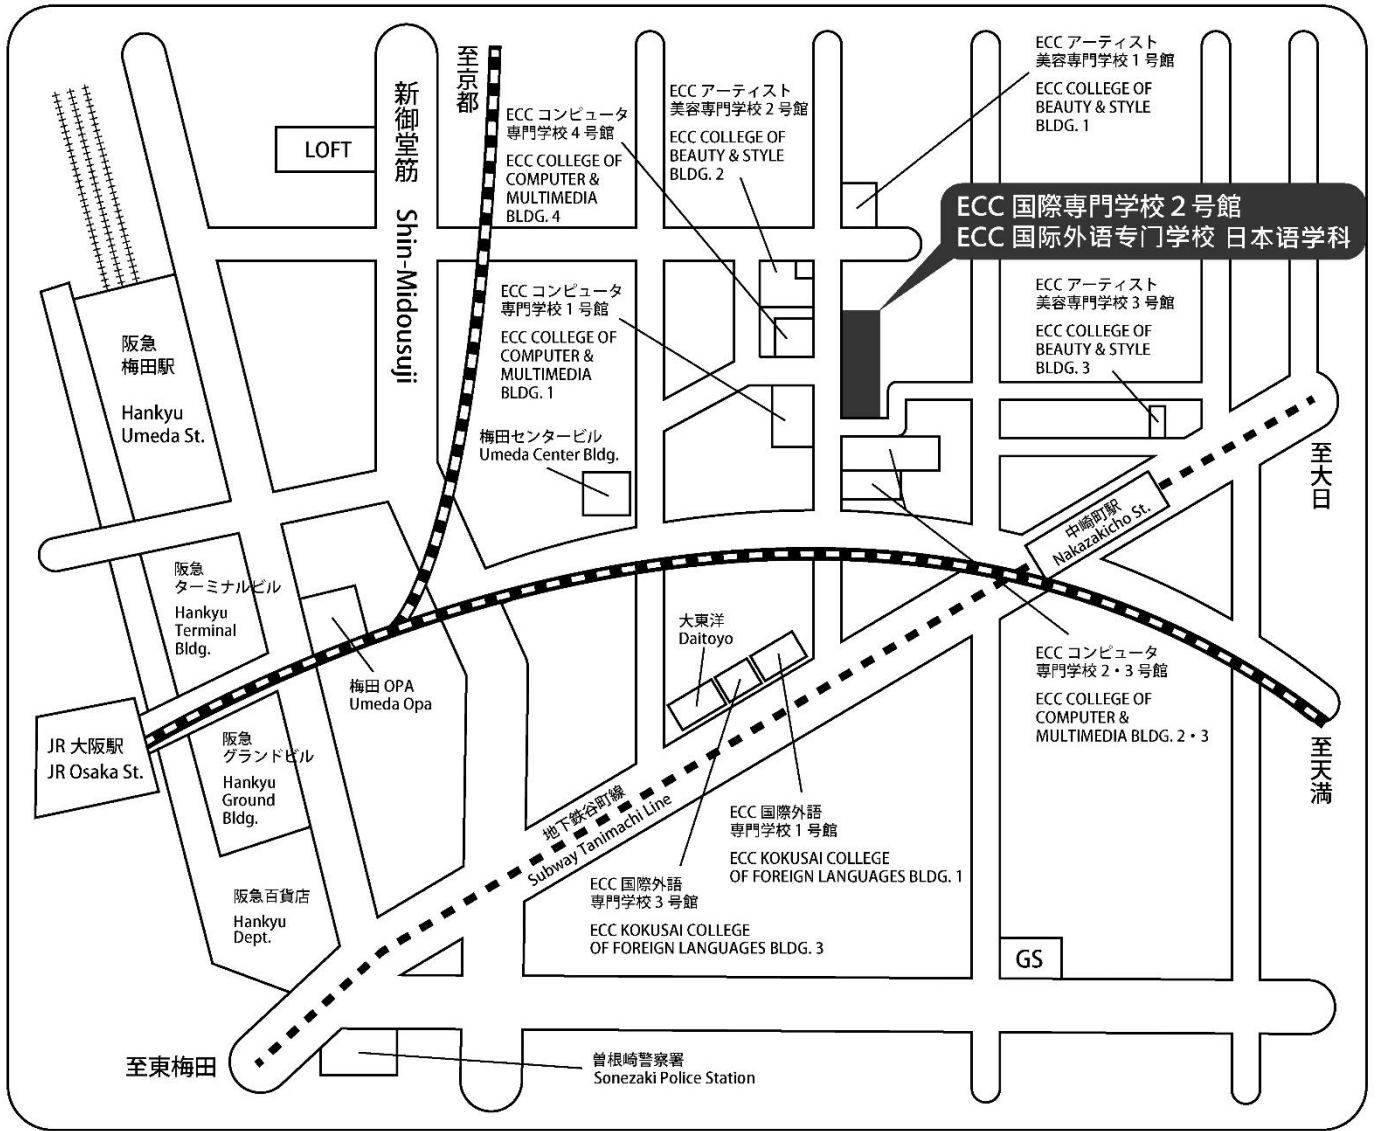 至京都
新御堂筋 Shin-Midousuji
LOFT
ECC コンピュータ
専門学校 4 号館
ECC COLLEGE OF
COMPUTER &
MULTIMEDIA
BLDG. 4
ECC アーティスト
美容専門学校 2 号館
ECC COLLEGE OF
BEAUTY & STYLE
BLDG. 2
ECC アーティスト
美容専門学校 1 号館
ECC COLLEGE OF
BEAUTY & STYLE
BLDG. 1
ECC 国際専門学校 2 号館
ECC 国际外语专门学校 日本语学科
ECC コンピュータ
専門学校 1 号館
ECC COLLEGE OF
COMPUTER &
MULTIMEDIA
BLDG. 1
ECC アーティスト
美容専門学校 3 号館
ECC COLLEGE OF
BEAUTY & STYLE
BLDG. 3
阪急
梅田駅
Hankyu
Umeda St.
梅田センタービル
Umeda Center Bldg.
至大日
中崎町駅
Nakazakicho St.
阪急
ターミナルビル
Hankyu
Terminal
Bldg.
大東洋
Daitoyo
梅田 OPA
Umeda Opa
ECC コンピュータ
専門学校 2・3 号館
ECC COLLEGE OF
COMPUTER &
MULTIMEDIA BLDG. 2・3
JR 大阪駅
JR Osaka St.
阪急
グランドビル
Hankyu
Ground
Bldg.
至天満
地下鉄谷町線
Subway Tanimachi Line
ECC 国際外語
専門学校 1 号館
ECC KOKUSAI COLLEGE
OF FOREIGN LANGUAGES BLDG. 1
ECC 国際外語
専門学校 3 号館
ECC KOKUSAI COLLEGE
OF FOREIGN LANGUAGES BLDG. 3
阪急百貨店
Hankyu
Dept.
GS
至東梅田
曽根崎警察署
Sonezaki Police Station